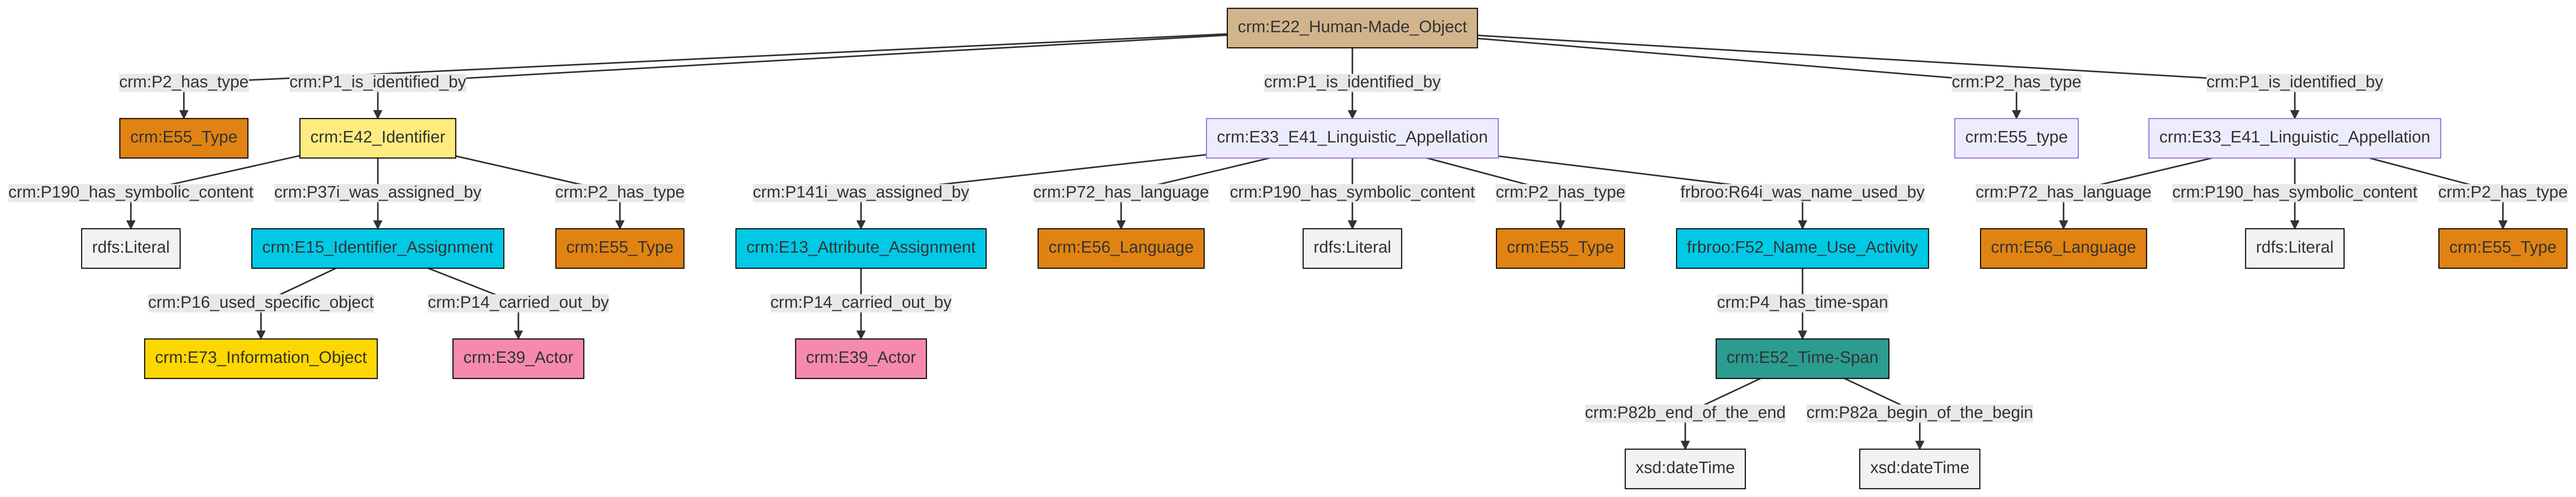 crm:E22_Human-Made_Object
crm:P2_has_type
crm:P1_is_identified_by
crm:P1_is_identified_by
crm:P2_has_type
crm:P1_is_identified_by
crm:E55_Type
crm:E42_Identifier
crm:E33_E41_Linguistic_Appellation
crm:E55_type
crm:E33_E41_Linguistic_Appellation
crm:P190_has_symbolic_content
crm:P37i_was_assigned_by
crm:P2_has_type
crm:P141i_was_assigned_by
crm:P72_has_language
crm:P190_has_symbolic_content
crm:P2_has_type
frbroo:R64i_was_name_used_by
crm:P72_has_language
crm:P190_has_symbolic_content
crm:P2_has_type
rdfs:Literal
crm:E15_Identifier_Assignment
crm:E55_Type
crm:E13_Attribute_Assignment
crm:E56_Language
rdfs:Literal
crm:E55_Type
frbroo:F52_Name_Use_Activity
crm:E56_Language
rdfs:Literal
crm:E55_Type
crm:P16_used_specific_object
crm:P14_carried_out_by
crm:P14_carried_out_by
crm:P4_has_time-span
crm:E73_Information_Object
crm:E39_Actor
crm:E39_Actor
crm:E52_Time-Span
crm:P82b_end_of_the_end
crm:P82a_begin_of_the_begin
xsd:dateTime
xsd:dateTime